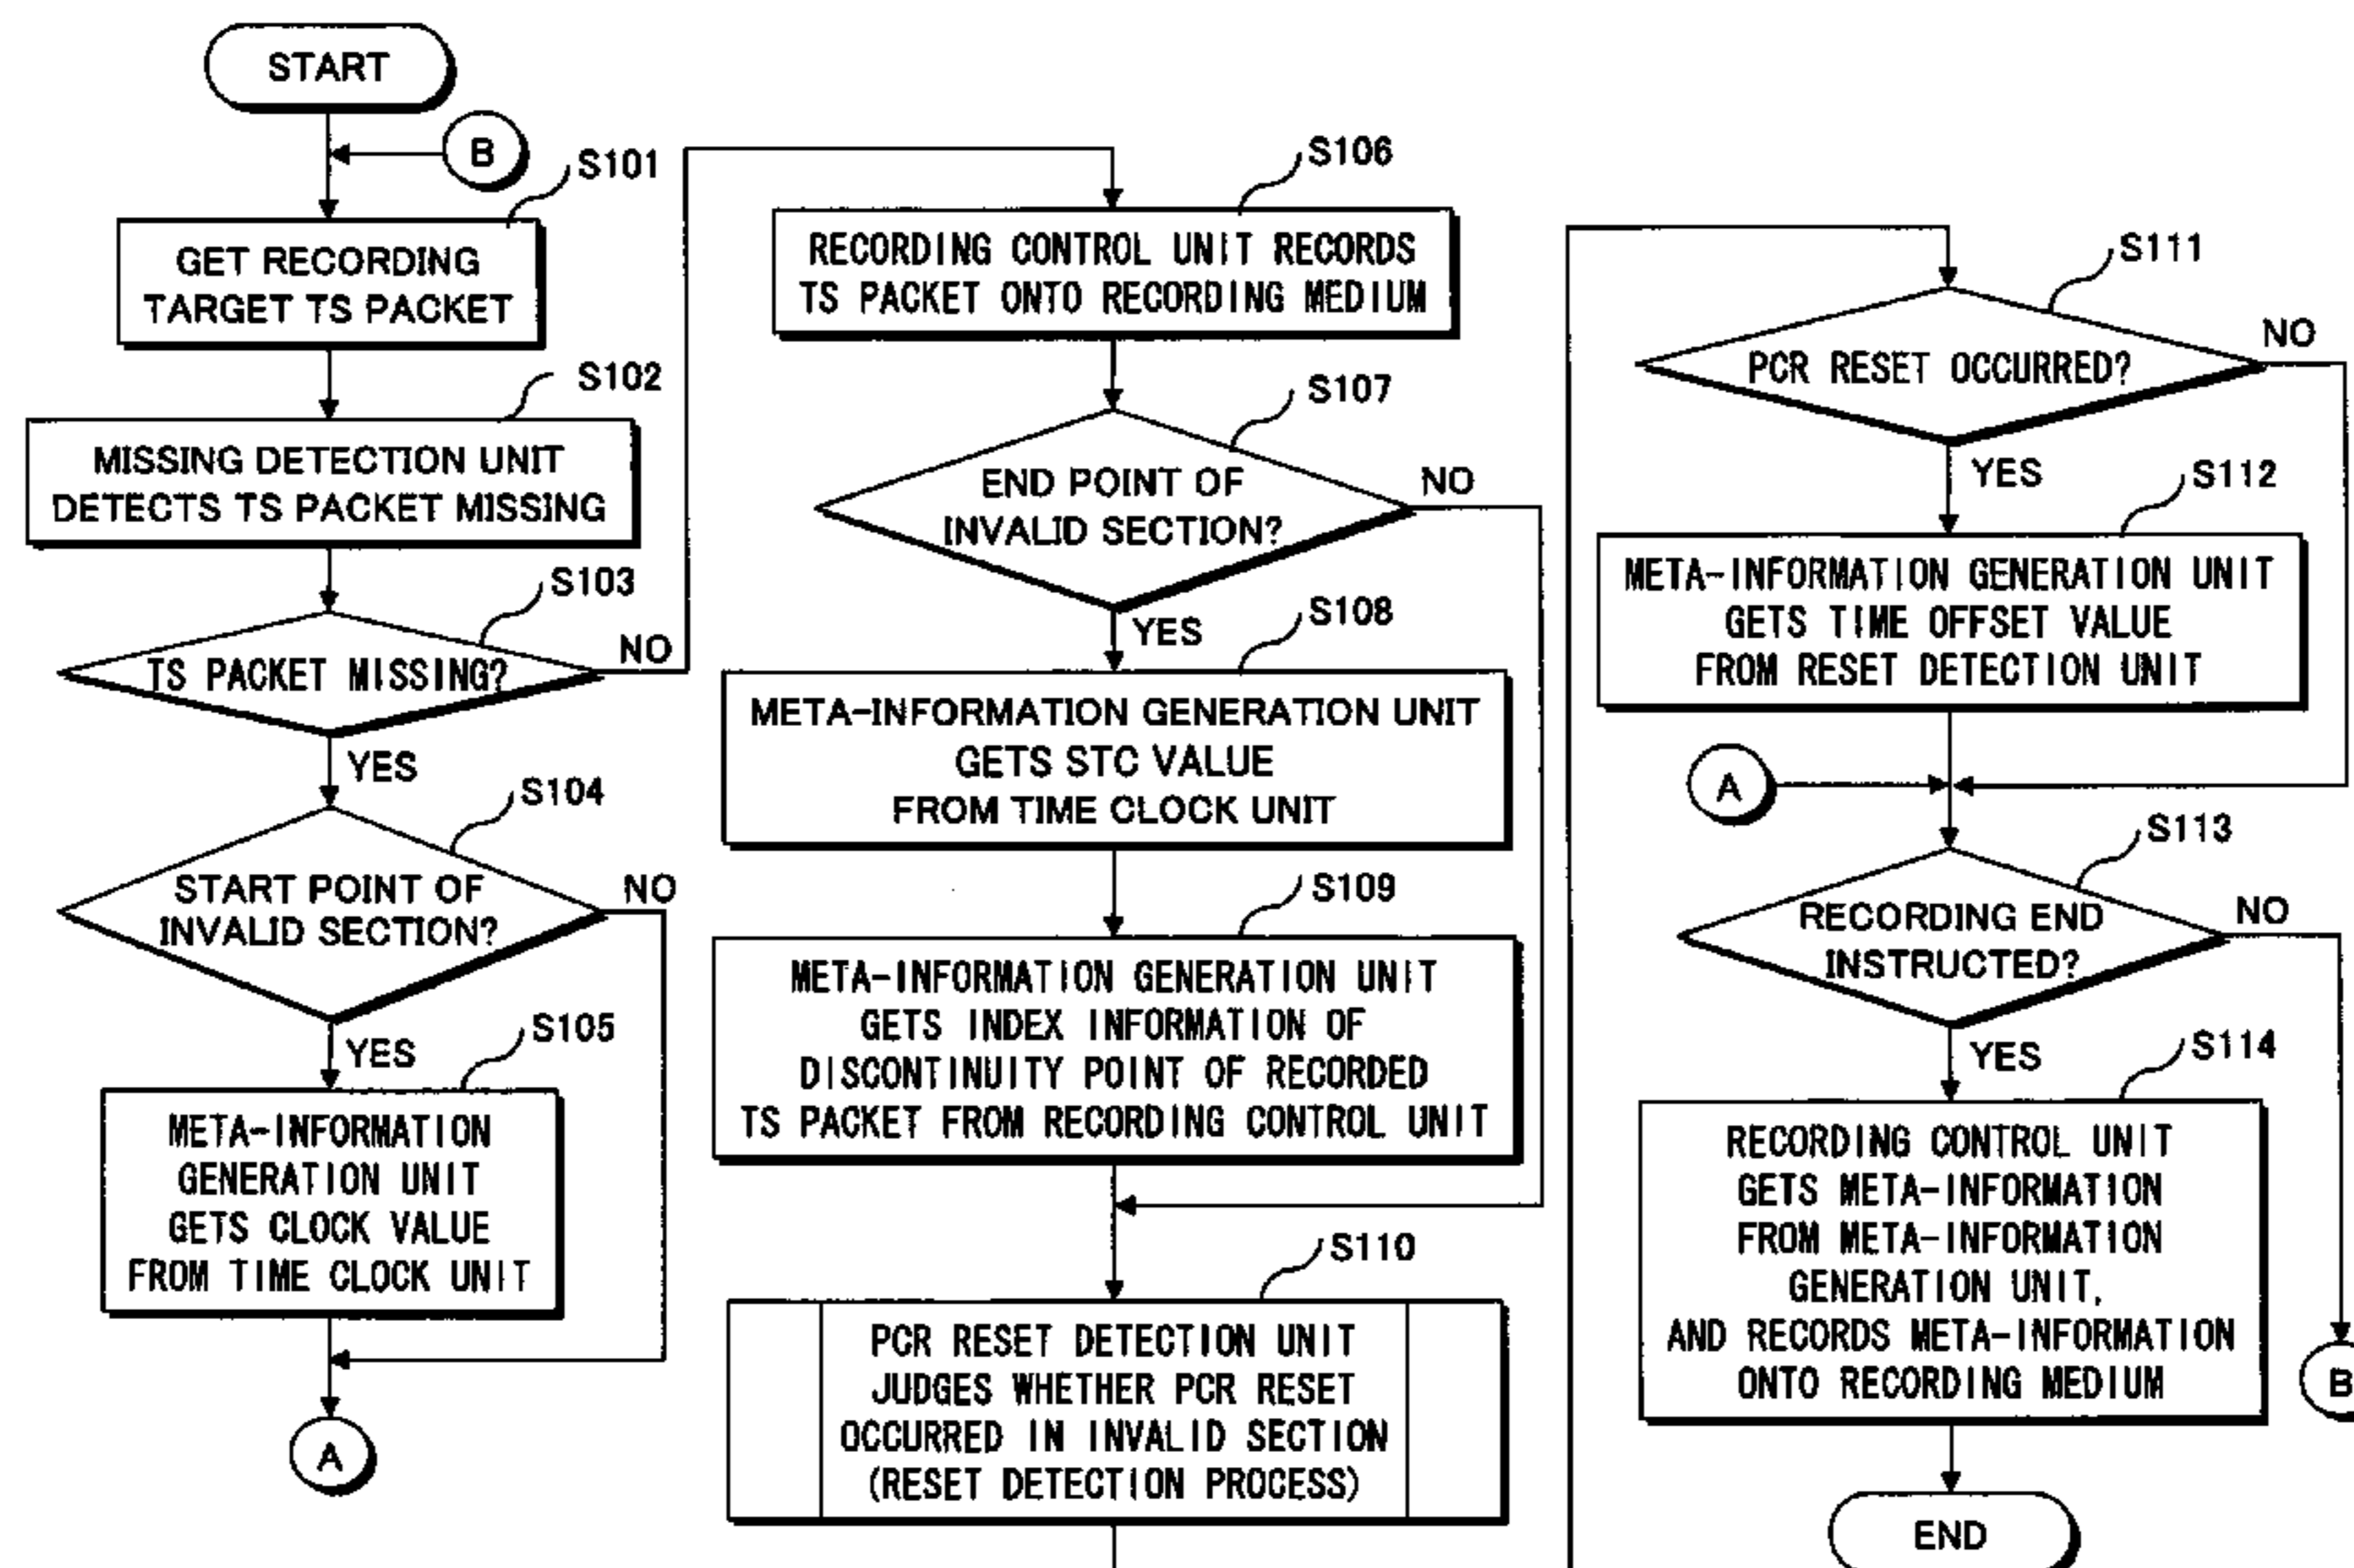 START
B
S101
GET RECORDING
TARGET TS PACKET
S102
MISSING DETECTION UNIT
DETECTS TS PACKET MISSING
S103
TS PACKET MISSING?
NO
YES
S104
START POINT OF
INVALID SECTION?
NO
YES
S105
META-INFORMATION
GENERATION UNIT
GETS CLOCK VALUE
FROM TIME CLOCK UNIT
A
S106
RECORDING CONTROL UNIT RECORDS
TS PACKET ONTO RECORDING MEDIUM
S107
END POINT OF
INVALID SECTION?
NO
YES
S108
META-INFORMATION GENERATION UNIT
GETS STC VALUE
FROM TIME CLOCK UNIT
S109
META-INFORMATION GENERATION UNIT
GETS INDEX INFORMATION OF
DISCONTINUITY POINT OF RECORDED
TS PACKET FROM RECORDING CONTROL UNIT
S110
PCR RESET DETECTION UNIT
JUDGES WHETHER PCR RESET
OCCURRED IN INVALID SECTION
(RESET DETECTION PROCESS)
S111
PCR RESET OCCURRED?
NO
YES
S112
META-INFORMATION GENERATION UNIT
GETS TIME OFFSET VALUE
FROM RESET DETECTION UNIT
A
S113
RECORDING END
INSTRUCTED?
NO
YES
S114
RECORDING CONTROL UNIT
GETS META-INFORMATION
FROM META-INFORMATION
GENERATION UNIT,
AND RECORDS META-INFORMATION
ONTO RECORDING MEDIUM
B
END